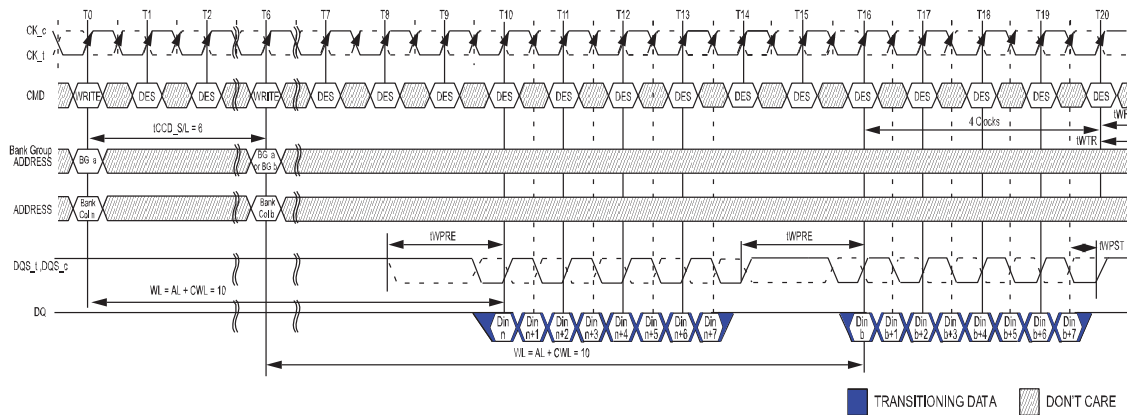 T0 T1 T2 T6 T7 T8 T9 T10 T11 T12 T13 T14 T15 T16 T17 T18 T19 T20
CK_c
CK_t
CMD WRITE DES DES WRITE DES DES DES DES DES DES DES DES DES DES DES DES DES
tCCD_S/L = 6
4 Clocks
tWTR
Bank Group
ADDRESS
BG a
BG a
or BG b
ADDRESS
Bank
Col n
Bank
Col b
tWPRE tWPRE tWPST
DQS_t ,DQS_c
WL = AL + CWL = 10
DQ
Din
n
Din
n+1
Din
n+2
Din
n+3
Din
n+4
Din
n+5
Din
n+6
Din
n+7
Din
b
Din
b+1
Din
b+2
Din
b+3
Din
b+4
Din
b+5
Din
b+6
Din
b+7
WL = AL + CWL = 10
TRANSITIONING DATA
DON'T CARE